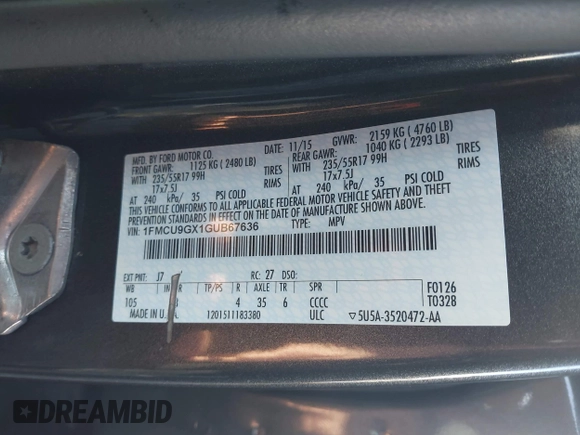 MFD. BY FORD MOTOR CO.
11/15
GVWR: 2159 KG ( 4760 LB)
FRONT GAWR: 1125 KG ( 2480 LB)
REAR GAWR: 1040 KG ( 2293 LB)
WITH 235/55R17 99H TIRES
WITH 235/55R17 99H TIRES
17x7.5J RIMS
17x7.5J RIMS
AT 240 kPa/ 35 PSI COLD
AT 240 kPa/ 35 PSI COLD
THIS VEHICLE CONFORMS TO ALL APPLICABLE FEDERAL MOTOR VEHICLE SAFETY AND THEFT
PREVENTION STANDARDS IN EFFECT ON THE DATE OF MANUFACTURE SHOWN ABOVE.
VIN: 1FMCU9GX1GUB67636
TYPE: MPV
EXT PNT: J7
RC: 27 DSO:
WB TP/PS R AXLE TR SPR
105 4 35 6 CCCC
F0126
T0328
MADE IN 1201511183380 ULC
▽5U5A-3520472-AA
DREAMBID